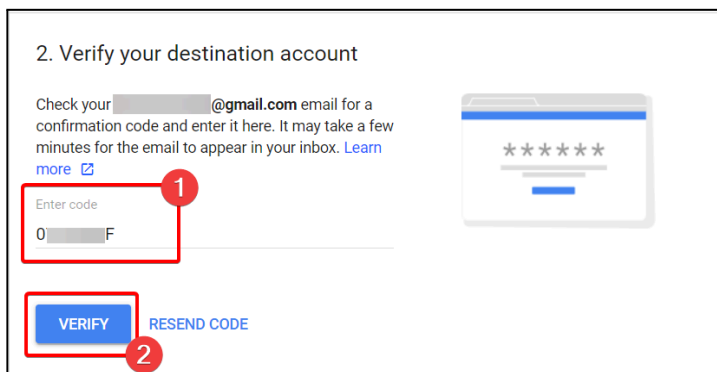 2. Verify your destination account
Check your @gmail.com email for a
confirmation code and enter it here. It may take a few
minutes for the email to appear in your inbox. Learn
more
1
Enter code
0 F
VERIFY RESEND CODE
2
******